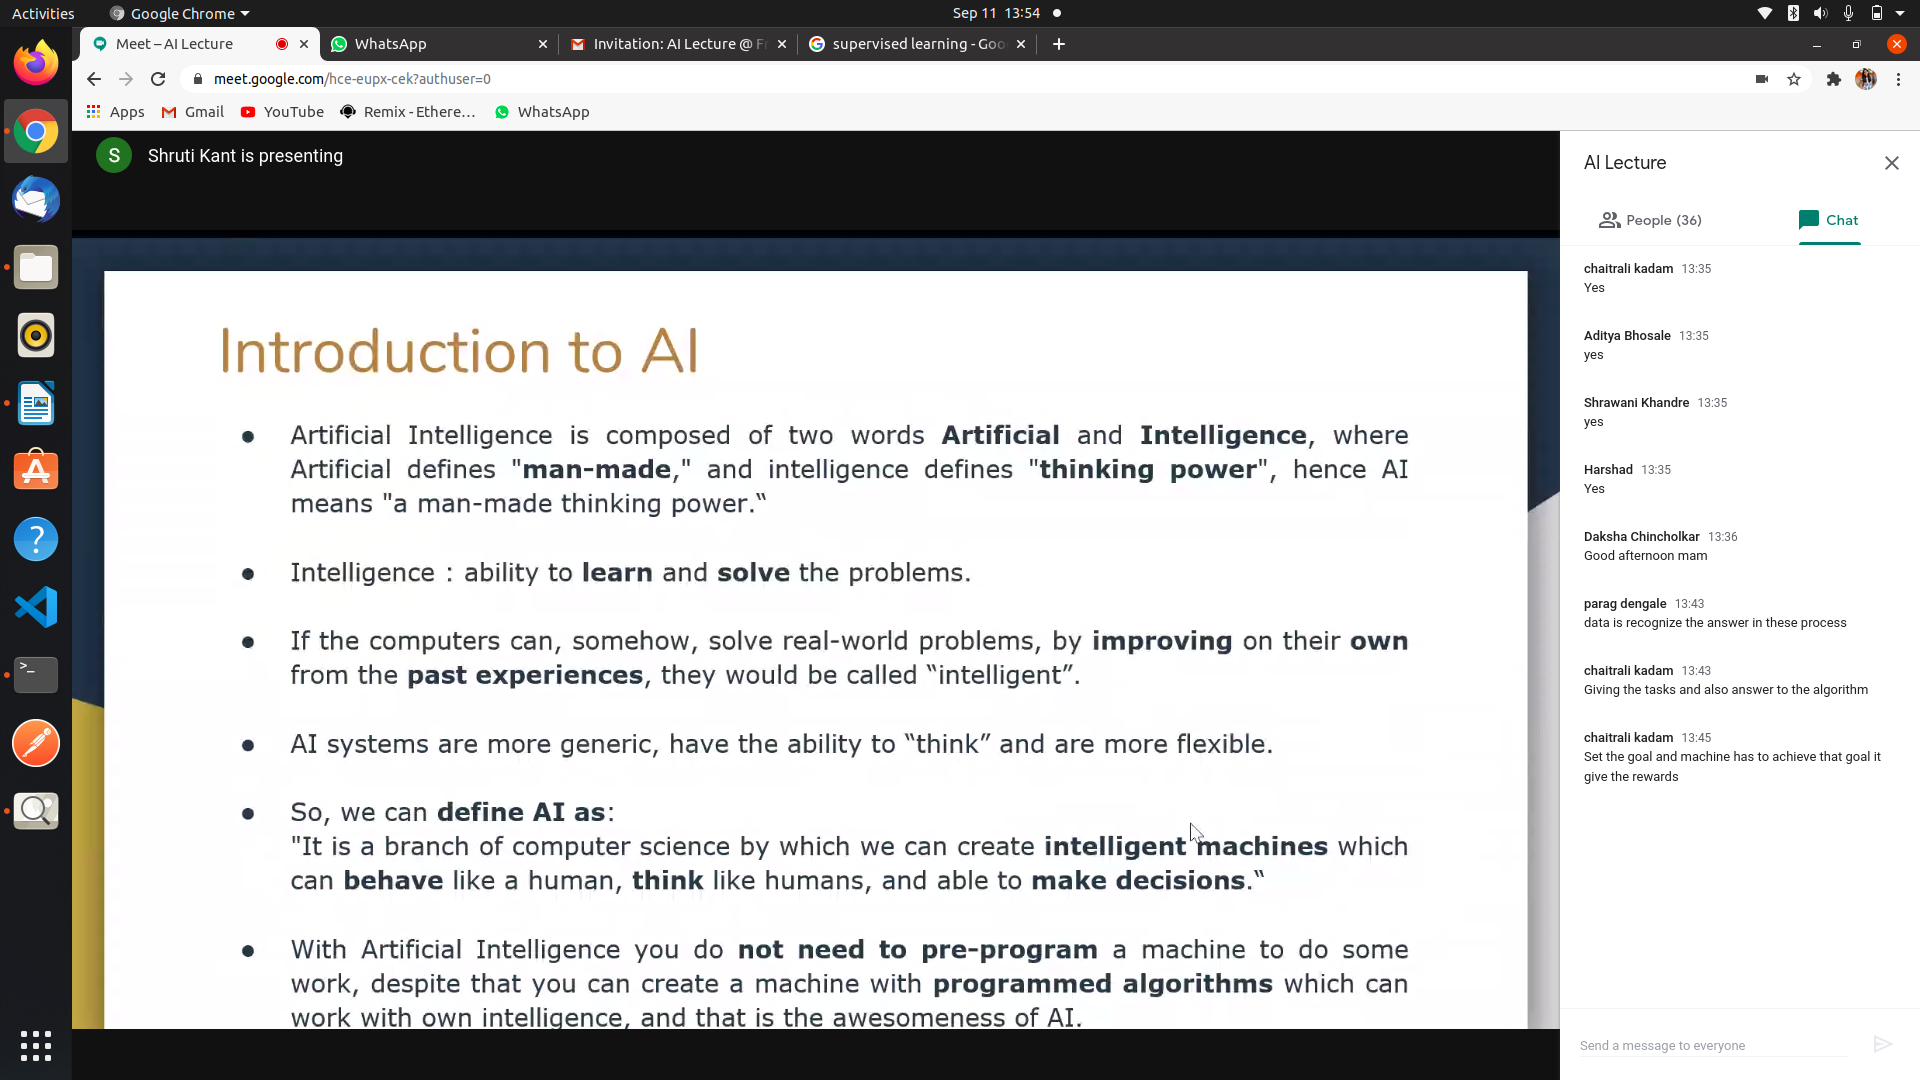 Activities
Google Chrome
Sep 11 13:54
Meet – AI Lecture
WhatsApp
Invitation: AI Lecture @ F
supervised learning - Goo
meet.google.com/hce-eupx-cek?authuser=0
Apps
Gmail
YouTube
Remix - Ethere…
WhatsApp
S
Shruti Kant is presenting
Introduction to AI
● Artificial Intelligence is composed of two words Artificial and Intelligence, where
Artificial defines "man-made," and intelligence defines "thinking power", hence AI
means "a man-made thinking power.“
● Intelligence : ability to learn and solve the problems.
● If the computers can, somehow, solve real-world problems, by improving on their own
from the past experiences, they would be called “intelligent”.
● AI systems are more generic, have the ability to “think” and are more flexible.
● So, we can define AI as:
"It is a branch of computer science by which we can create intelligent machines which
can behave like a human, think like humans, and able to make decisions.“
● With Artificial Intelligence you do not need to pre-program a machine to do some
work, despite that you can create a machine with programmed algorithms which can
work with own intelligence, and that is the awesomeness of AI.
AI Lecture
People (36)
Chat
chaitrali kadam 13:35
Yes
Aditya Bhosale 13:35
yes
Shrawani Khandre 13:35
yes
Harshad 13:35
Yes
Daksha Chincholkar 13:36
Good afternoon mam
parag dengale 13:43
data is recognize the answer in these process
chaitrali kadam 13:43
Giving the tasks and also answer to the algorithm
chaitrali kadam 13:45
Set the goal and machine has to achieve that goal it
give the rewards
Send a message to everyone